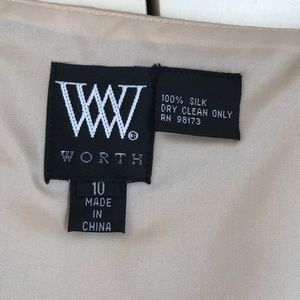 W
®
WORTH
10
MADE
IN
CHINA
100% SILK
DRY CLEAN ONLY
RN 98173